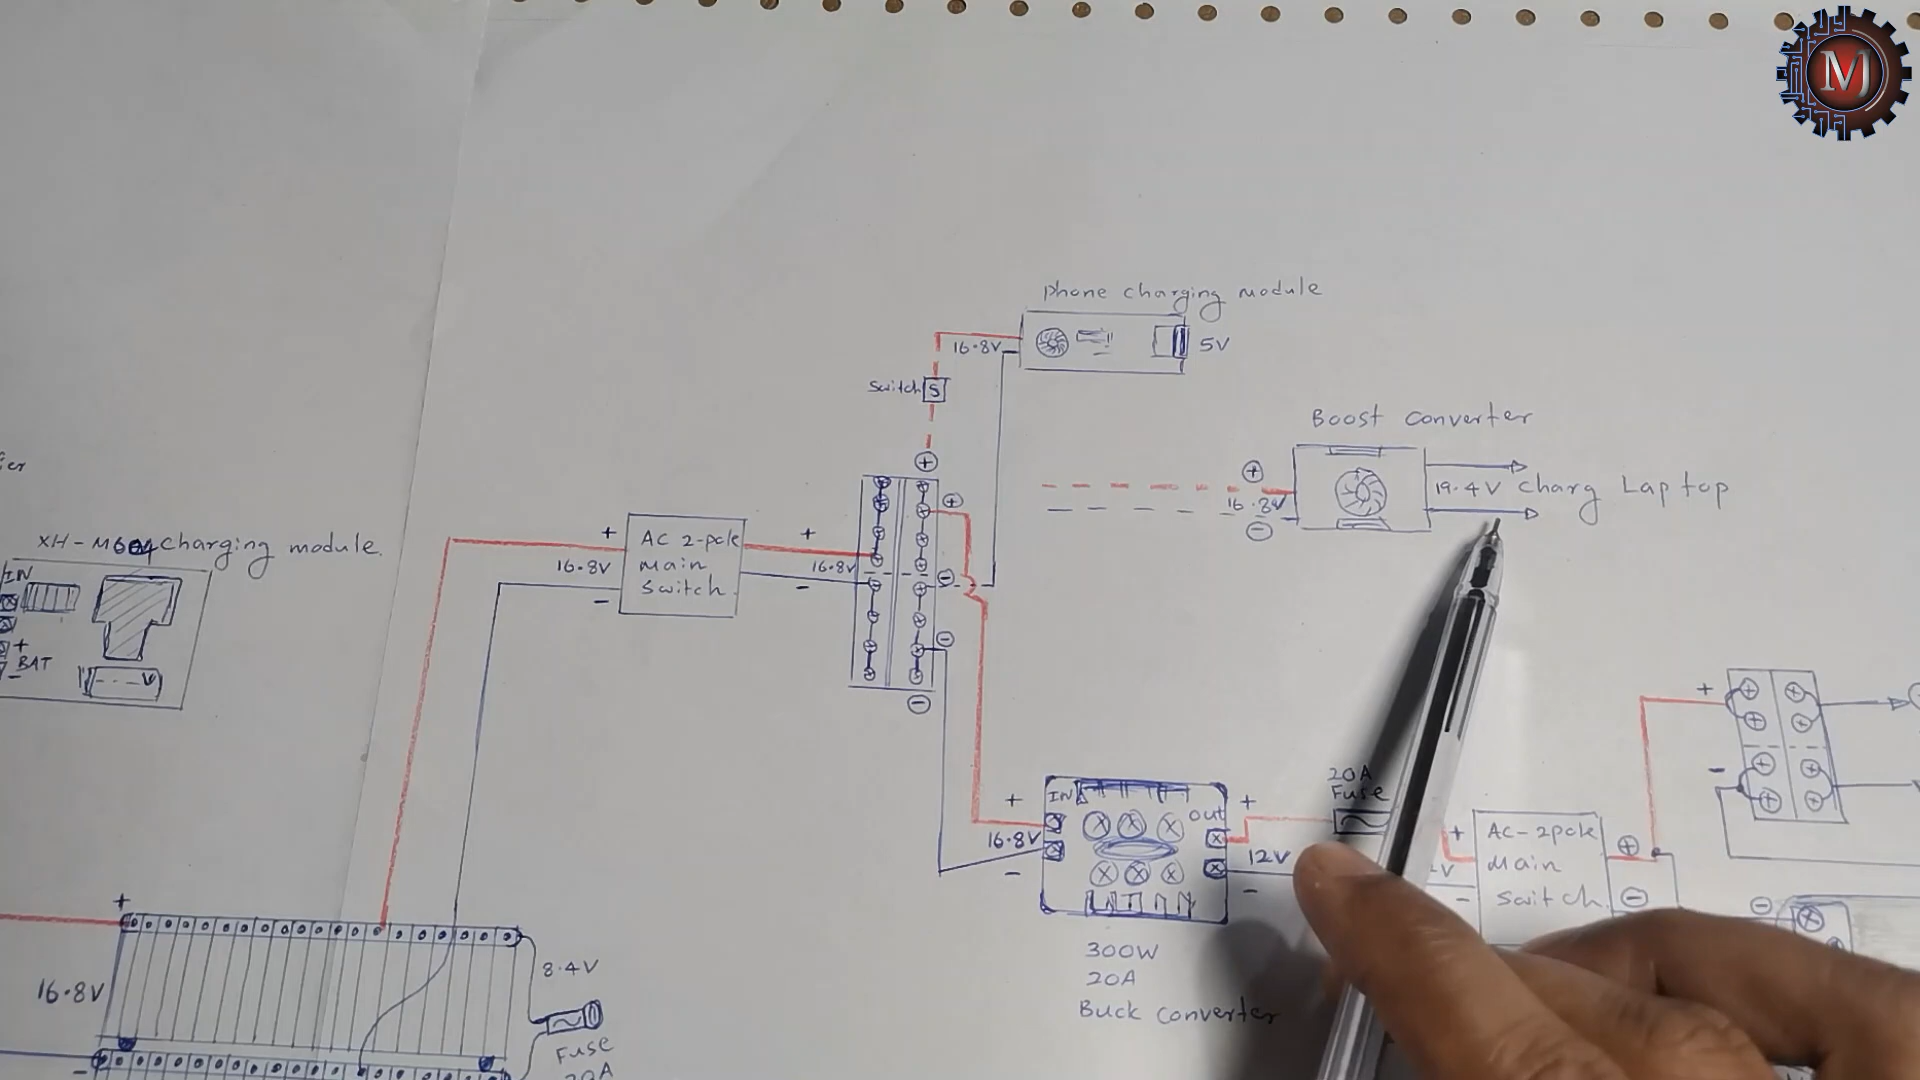 MJ
Phone charging module
16.8V
5V
Switch S
Boost Converter
16.8V
19.4V Charg Laptop
XH-M604 charging module.
IN
+
BAT
-
+
16.8V
-
AC 2-pole
main
Switch.
+
16.8V
-
+
IN
16.8V
-
out
+
12V
-
20A
Fuse
+
-
AC-2pole
main
Switch.
+
-
300W
20A
Buck Converter
+
16.8V
-
8.4V
Fuse
20A